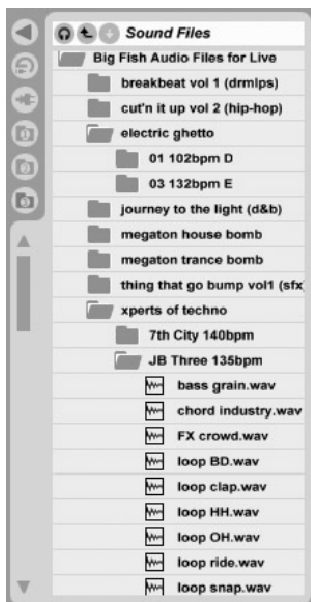 Sound Files
Big Fish Audio Files for Live
breakbeat vol 1 (drmlps)
cut'n it up vol 2 (hip-hop)
electric ghetto
01 102bpm D
03 132bpm E
journey to the light (d&b)
megaton house bomb
megaton trance bomb
thing that go bump vol1 (sfx
xperts of techno
7th City 140bpm
JB Three 135bpm
bass grain.wav
chord industry.wav
FX crowd.wav
loop BD.wav
loop clap.wav
loop HH.wav
loop OH.wav
loop ride.wav
loop snap.wav